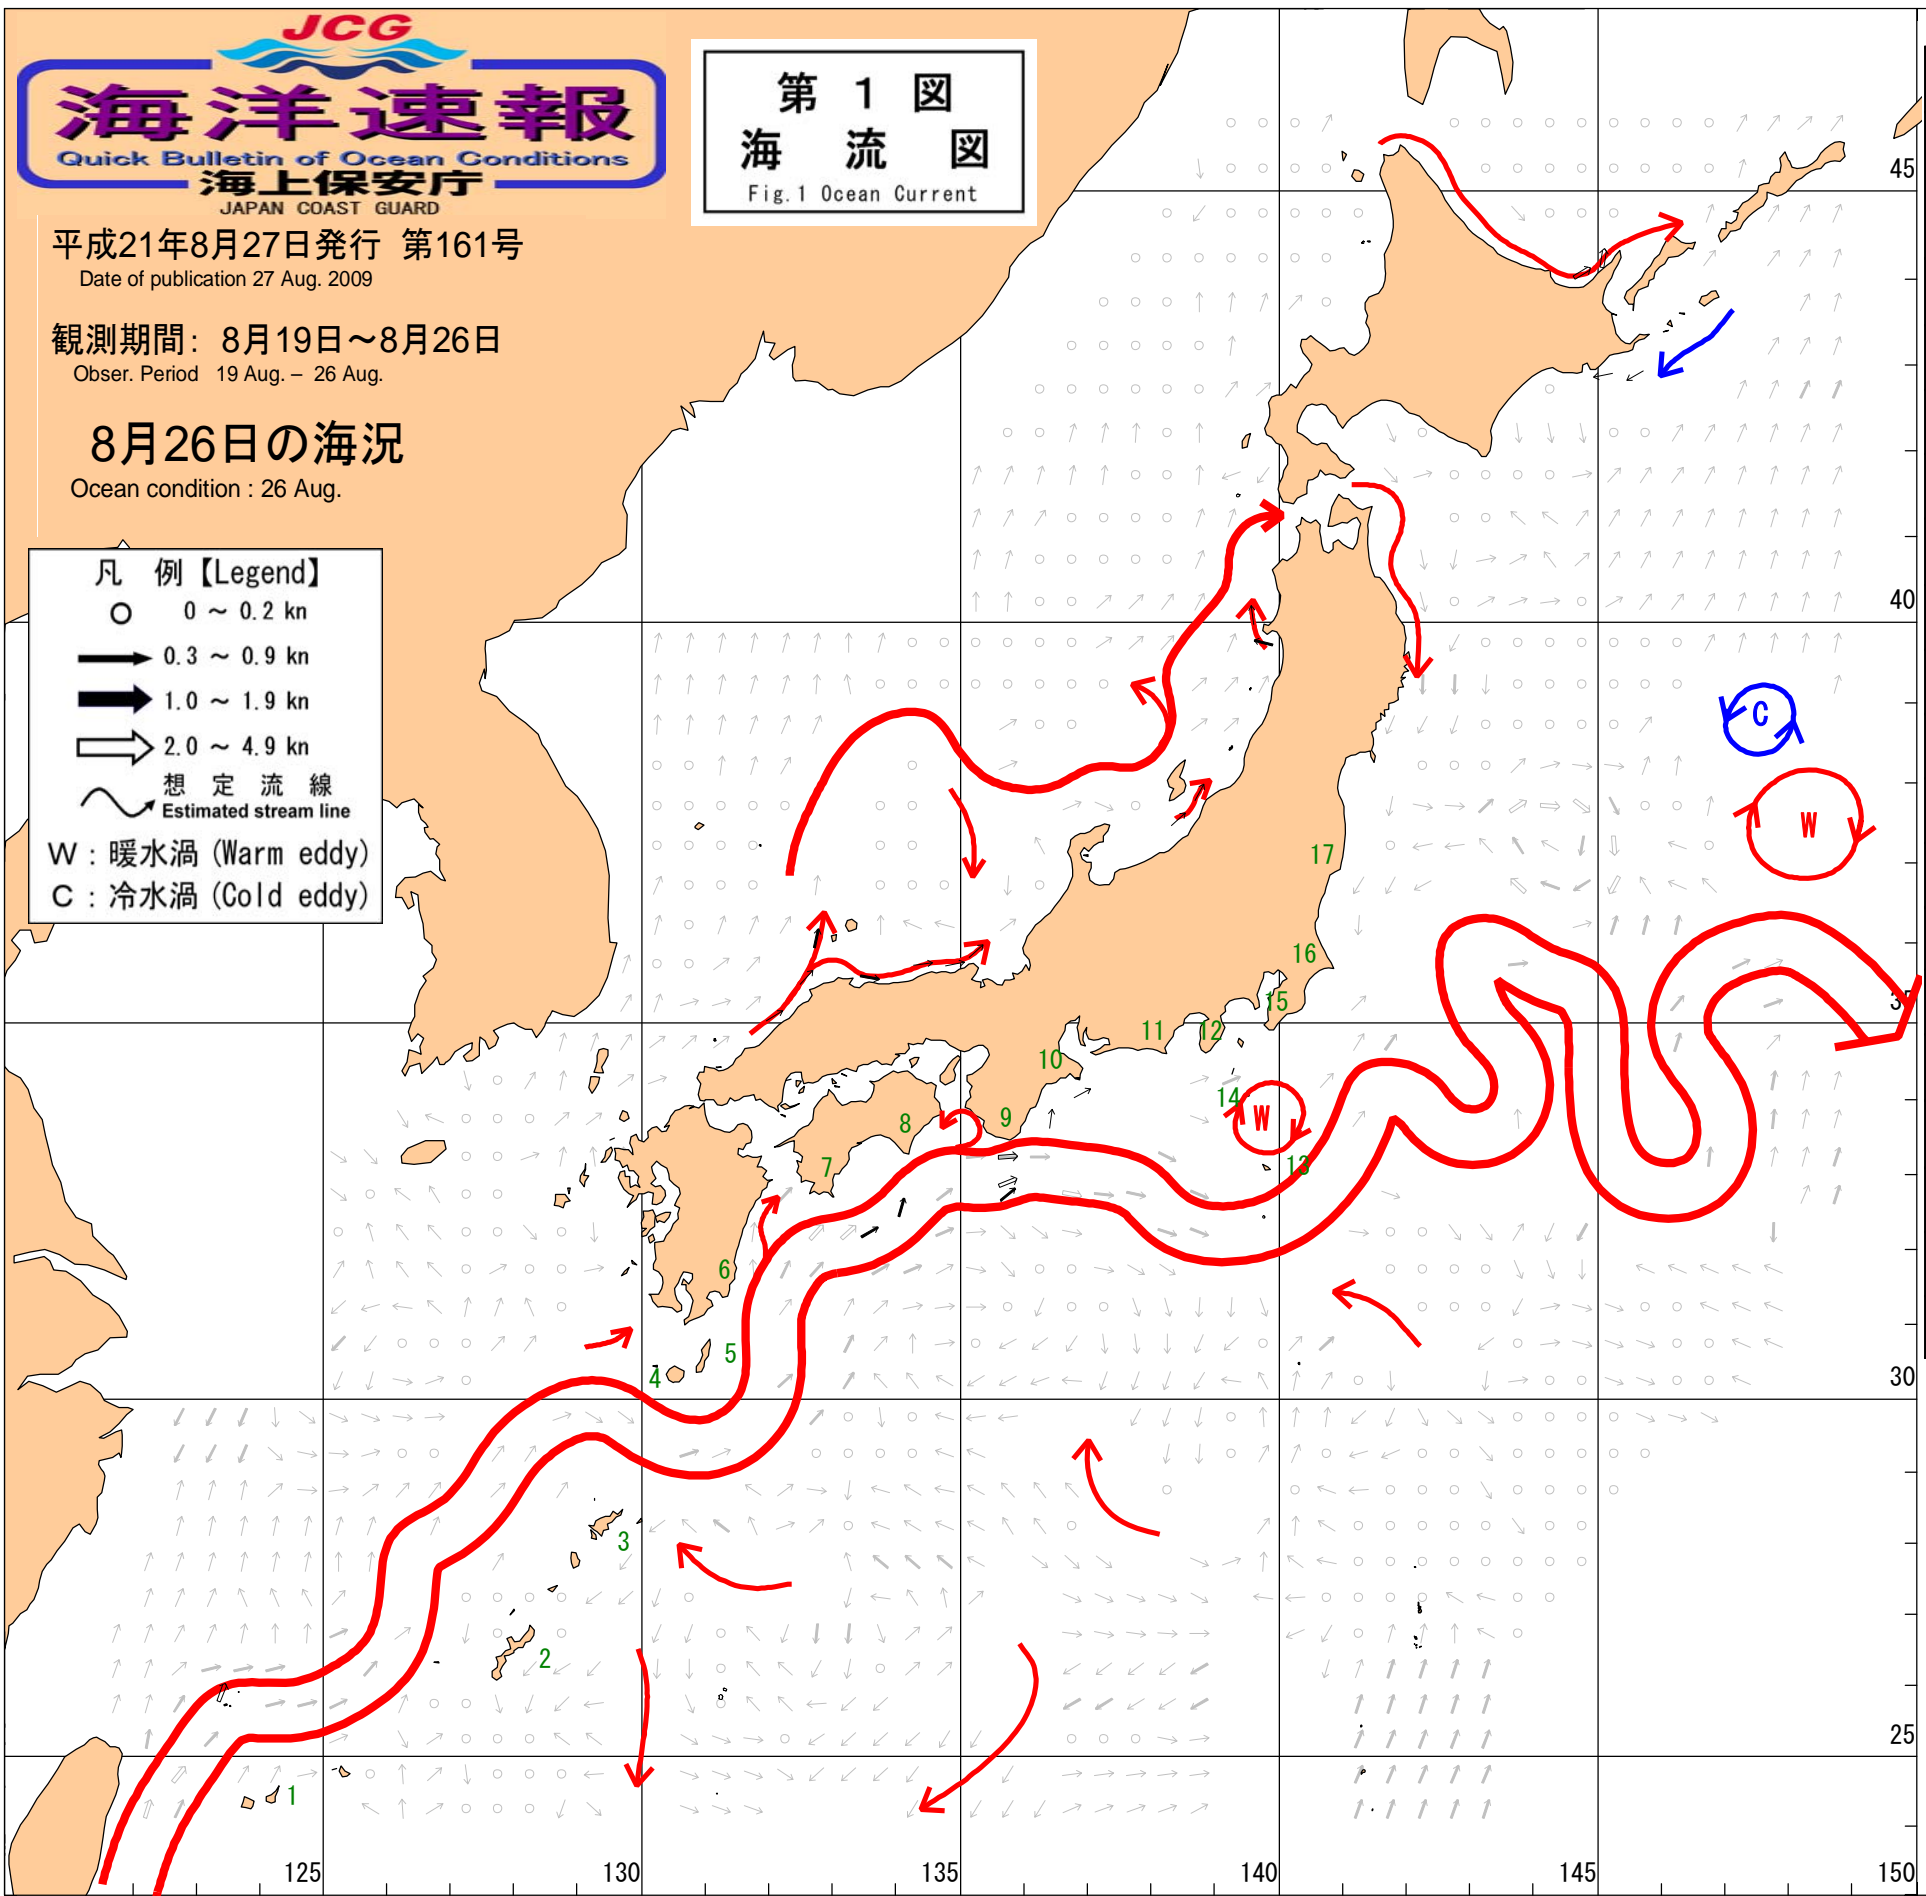 JCG
海洋速報
Quick Bulletin of Ocean Conditions
海上保安庁
JAPAN COAST GUARD
第 1 図
海 流 図
Fig.1 Ocean Current
平成21年8月27日発行 第161号
Date of publication 27 Aug. 2009
観測期間: 8月19日～8月26日
Obser. Period 19 Aug. – 26 Aug.
8月26日の海況
Ocean condition : 26 Aug.
凡 例【Legend】
0 ～ 0.2 kn
0.3 ～ 0.9 kn
1.0 ～ 1.9 kn
2.0 ～ 4.9 kn
想 定 流 線
Estimated stream line
W : 暖水渦 (Warm eddy)
C : 冷水渦 (Cold eddy)
45
40
C
W
17
16
35
15
12
11
10
14
W
9
8
13
7
6
5
4
30
3
2
25
1
125
130
135
140
145
150